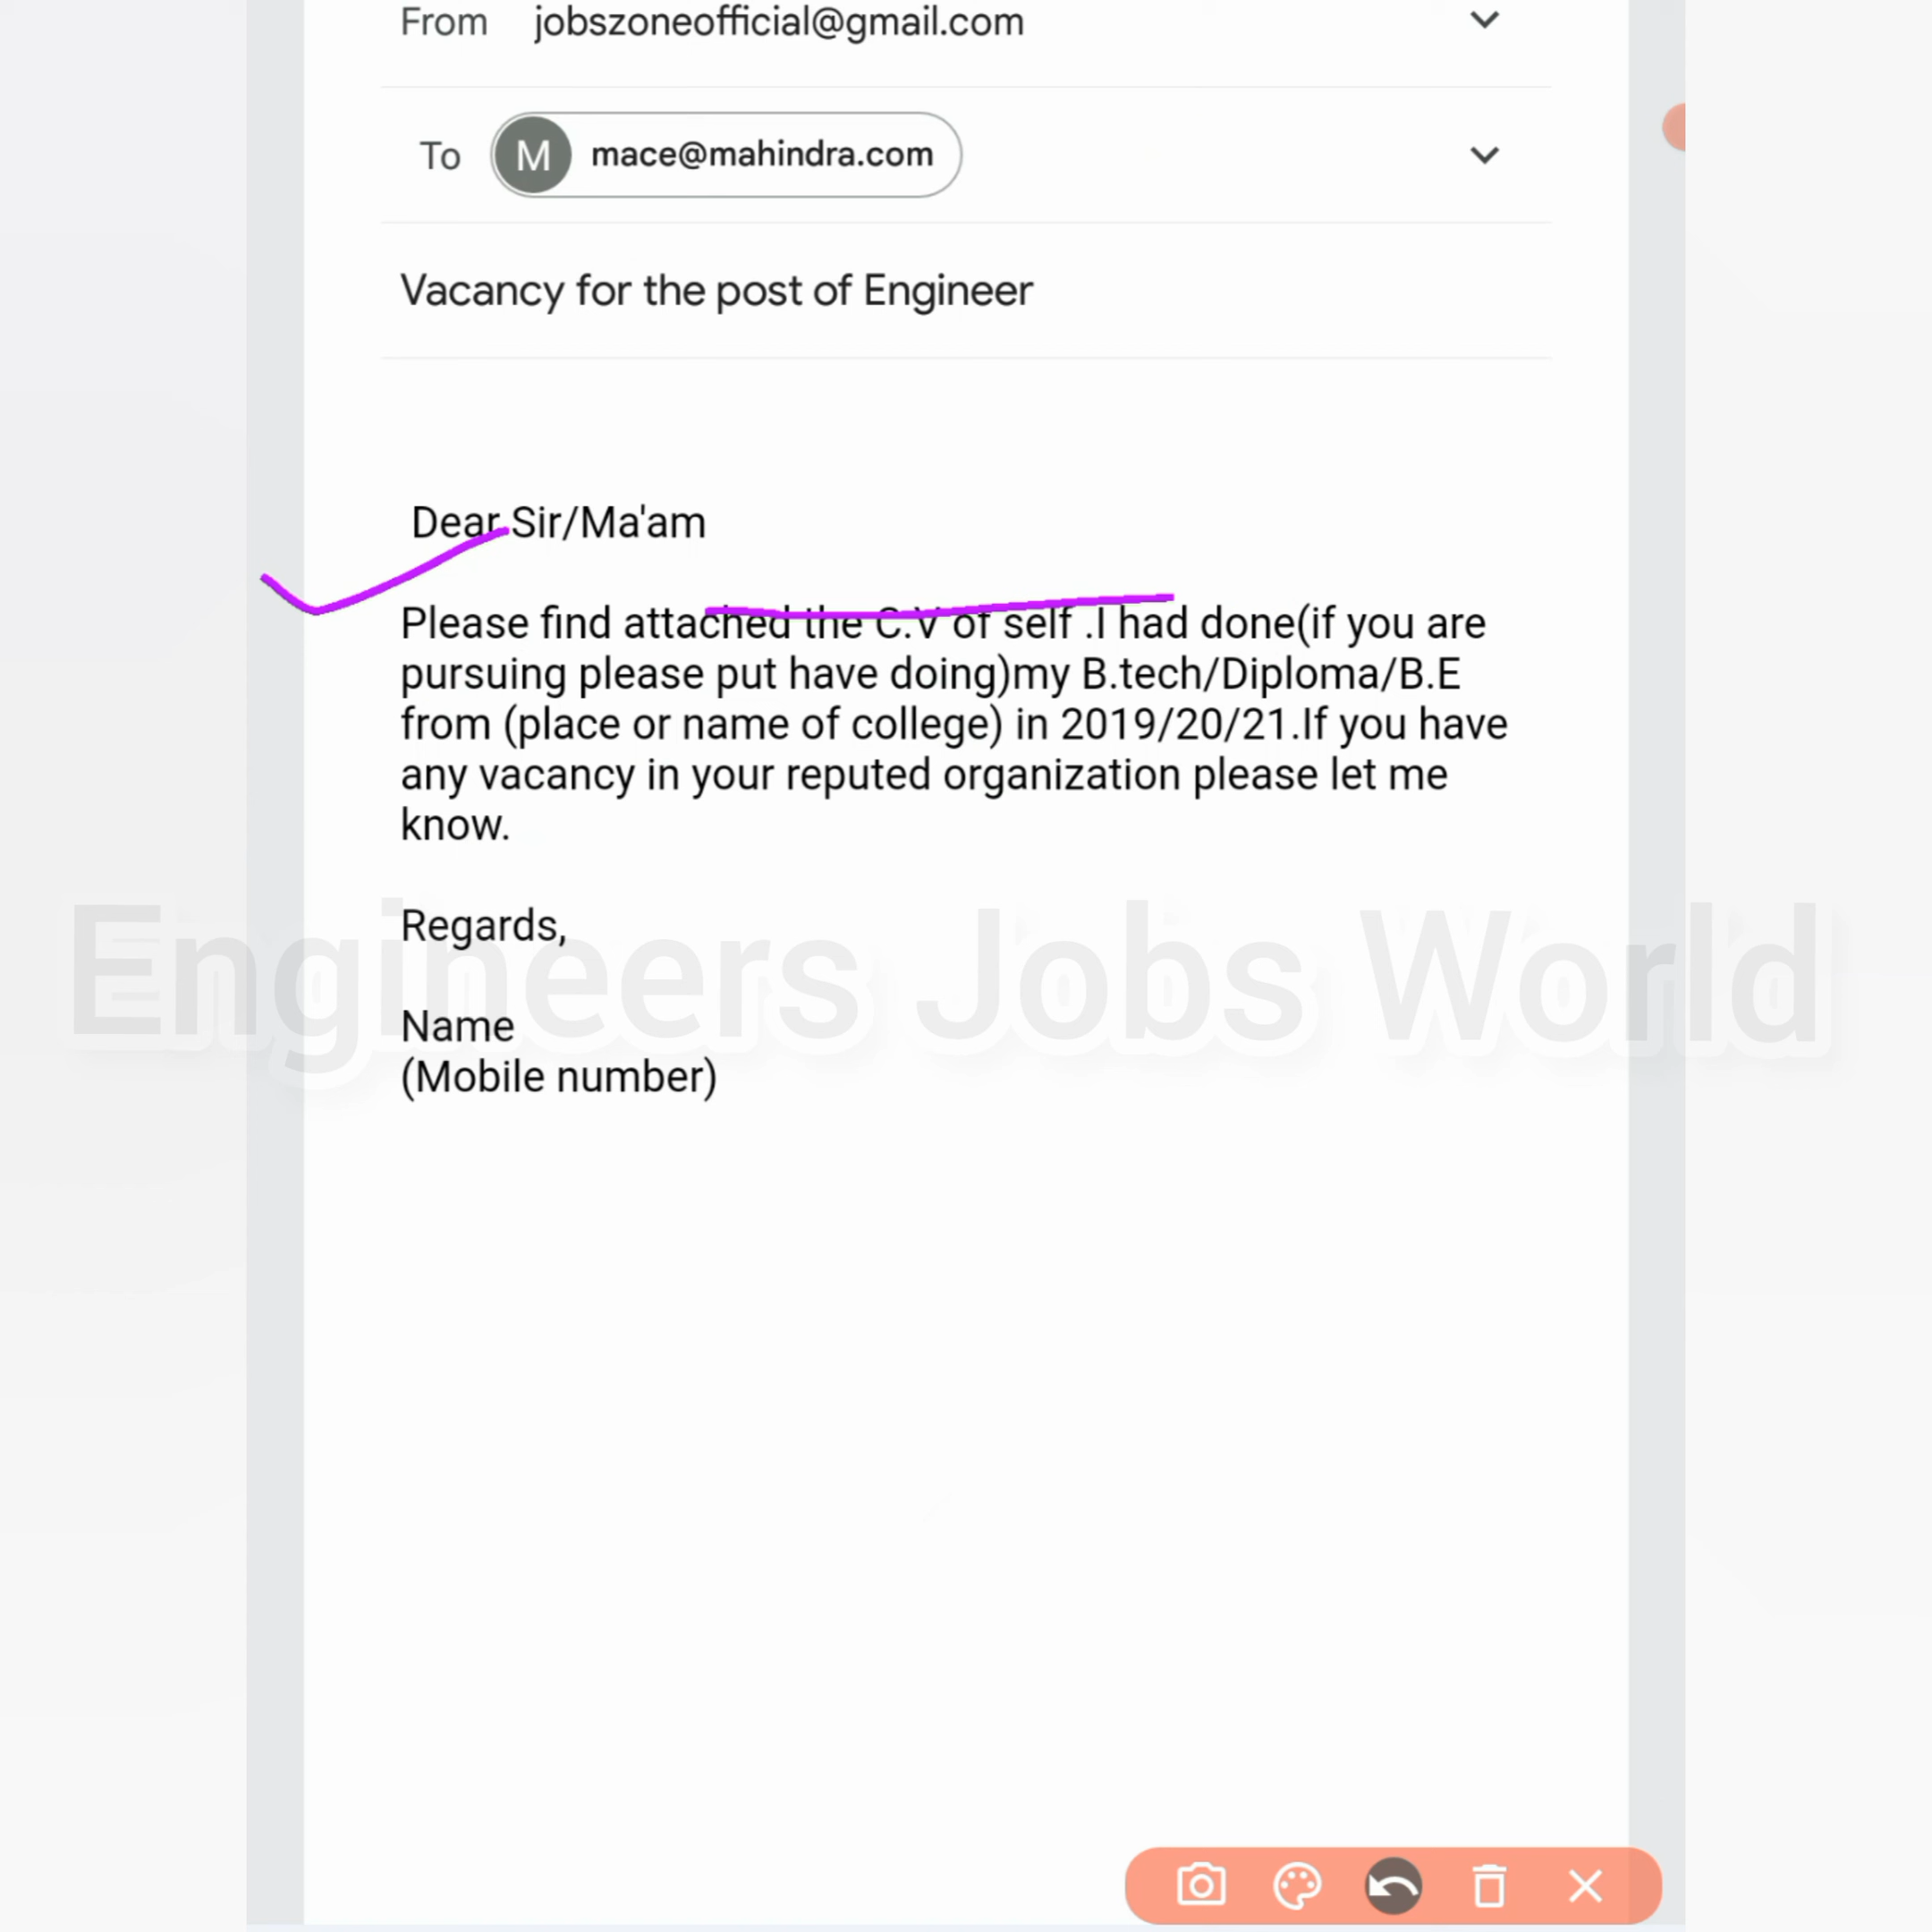 From jobszoneofficial@gmail.com
To M mace@mahindra.com
Vacancy for the post of Engineer
Dear Sir/Ma'am
Please find attached the C.V of self .I had done(if you are
pursuing please put have doing)my B.tech/Diploma/B.E
from (place or name of college) in 2019/20/21.If you have
any vacancy in your reputed organization please let me
know.
Regards,
Engineers Jobs World
Name
(Mobile number)